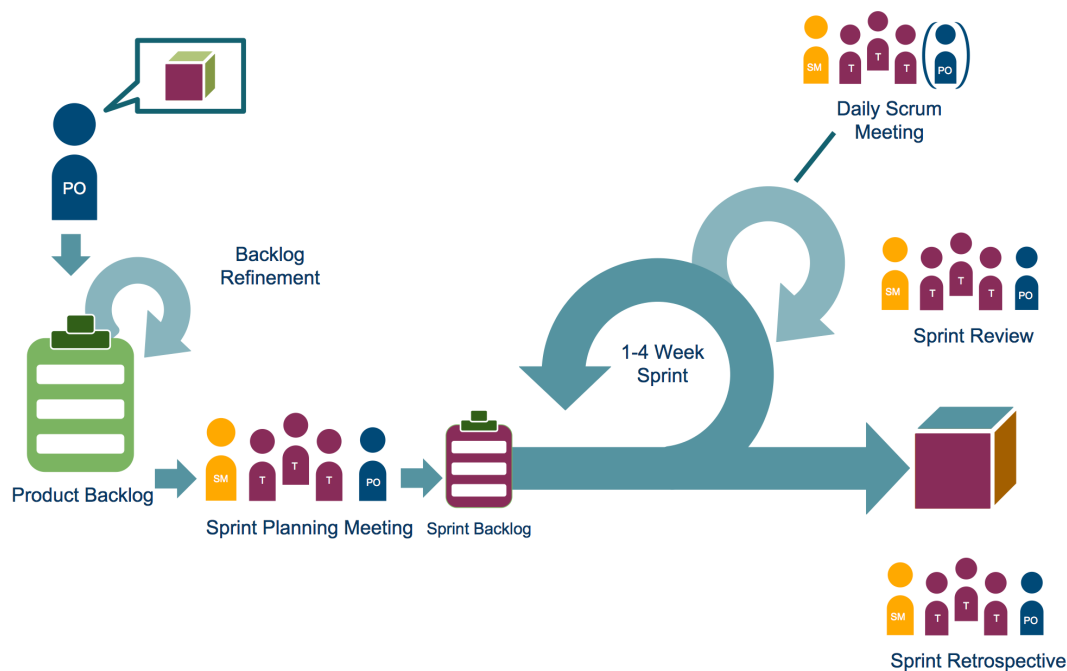 SM
T
T
T
PO
Daily Scrum
Meeting
PO
Backlog
Refinement
SM
T
T
T
PO
Sprint Review
1-4 Week
Sprint
Product Backlog
SM
T
T
T
PO
Sprint Planning Meeting
Sprint Backlog
SM
T
T
T
PO
Sprint Retrospective